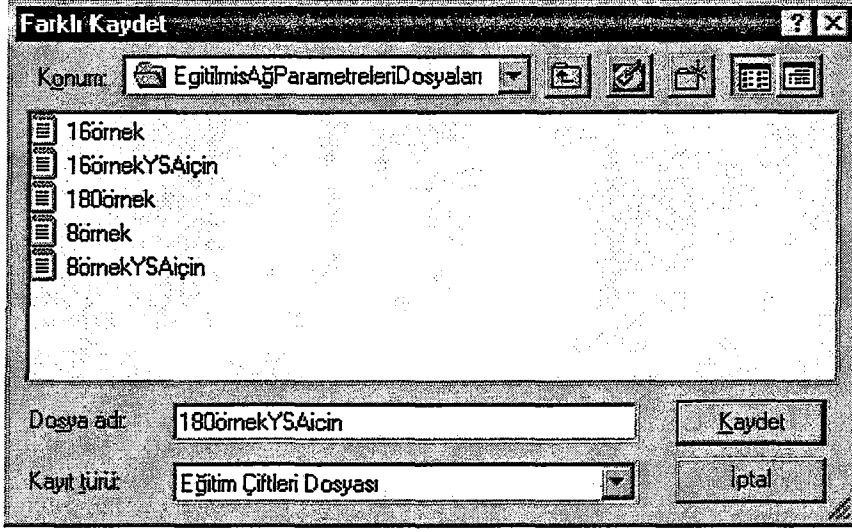 Farklı Kaydet
Konum: EgitilmisAğParametreleriDosyaları
16örnek
16örnekYSAiçin
180örnek
8örnek
8örnekYSAiçin
Dosya adı: 180örnekYSAicin Kaydet
Kayıt türü: Eğitim Çiftleri Dosyası İptal